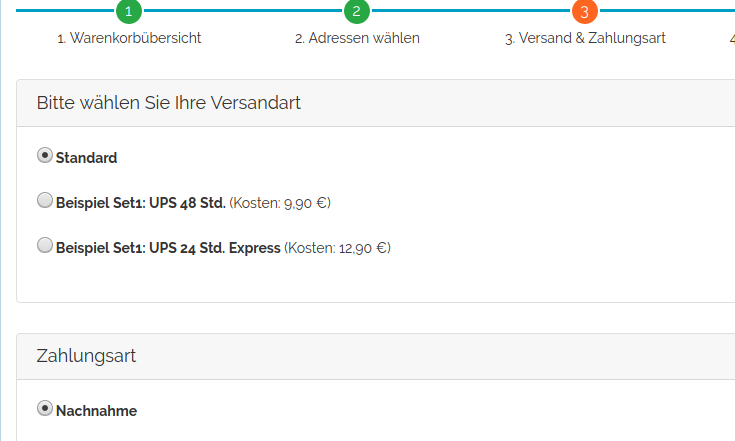 1 2 3
1. Warenkorbübersicht 2. Adressen wählen 3. Versand & Zahlungsart 4
Bitte wählen Sie Ihre Versandart
Standard
Beispiel Set1: UPS 48 Std. (Kosten: 9,90 €)
Beispiel Set1: UPS 24 Std. Express (Kosten: 12,90 €)
Zahlungsart
Nachnahme